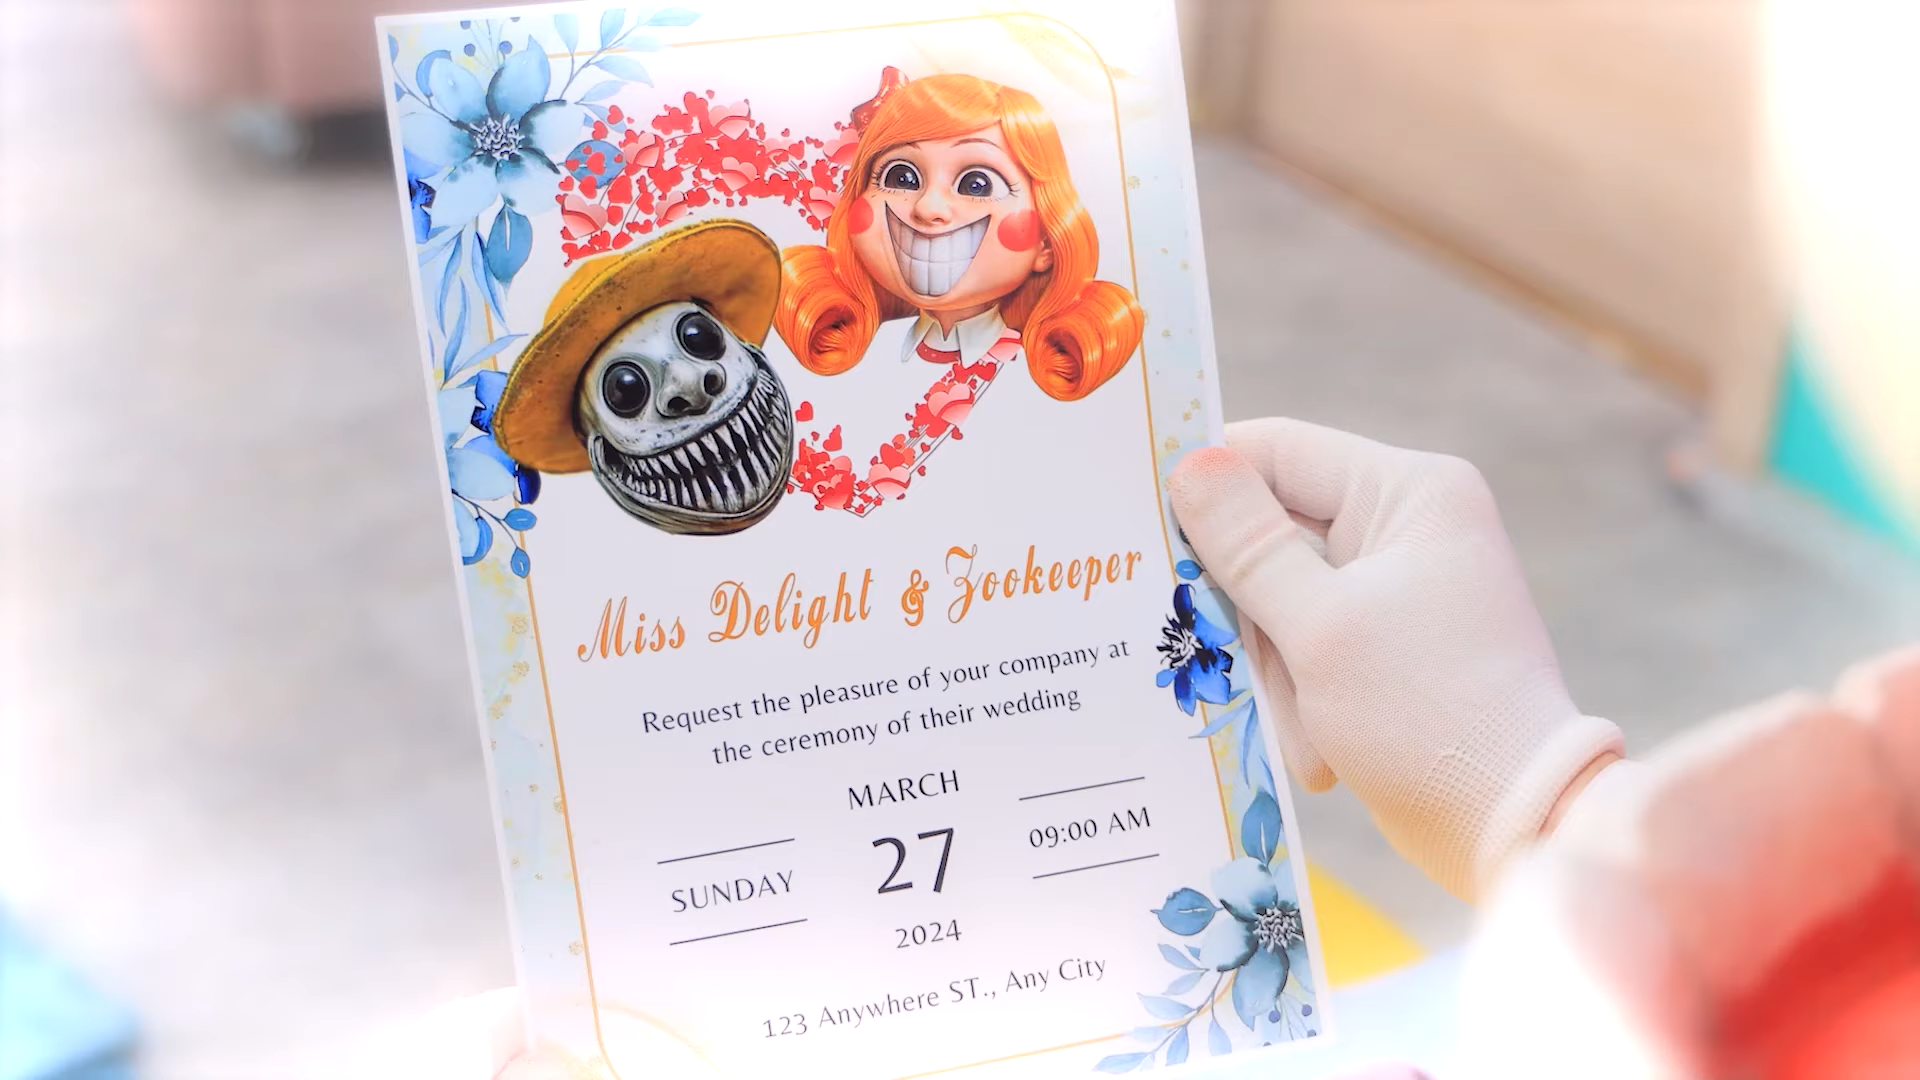 Miss Delight & Zookeeper
Request the pleasure of your company at
the ceremony of their wedding
MARCH
SUNDAY
27
09:00 AM
2024
123 Anywhere ST., Any City